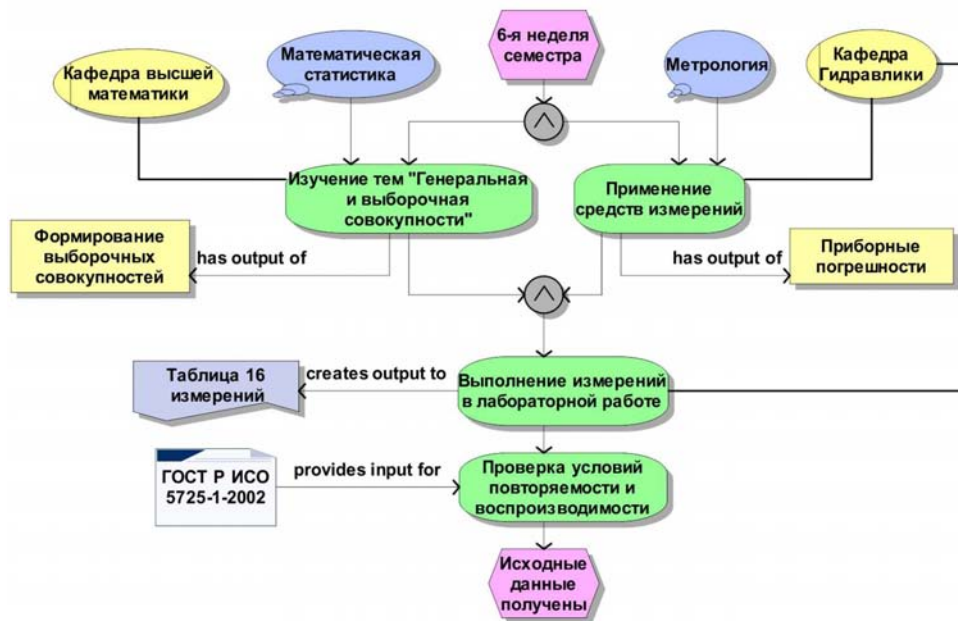 6-я неделя
семестра
Кафедра высшей
математики
Математическая
статистика
Метрология
Кафедра
Гидравлики
Изучение тем "Генеральная
и выборочная
совокупности"
Применение
средств измерений
Формирование
выборочных
совокупностей
has output of
has output of
Приборные
погрешности
Таблица 16
измерений
creates output to
Выполнение измерений
в лабораторной работе
ГОСТ Р ИСО
5725-1-2002
provides input for
Проверка условий
повторяемости и
воспроизводимости
Исходные
данные
получены